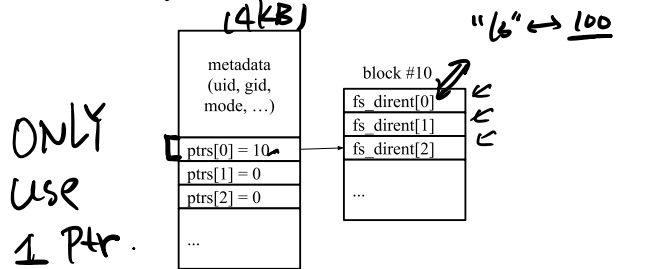 (4KB)
"ls" ↔ 100
metadata
(uid, gid,
mode, …)
block #10
fs_dirent[0]
fs_dirent[1]
fs_dirent[2]
...
ptrs[0] = 10
ptrs[1] = 0
ptrs[2] = 0
...
ONLY
use
1 ptr.